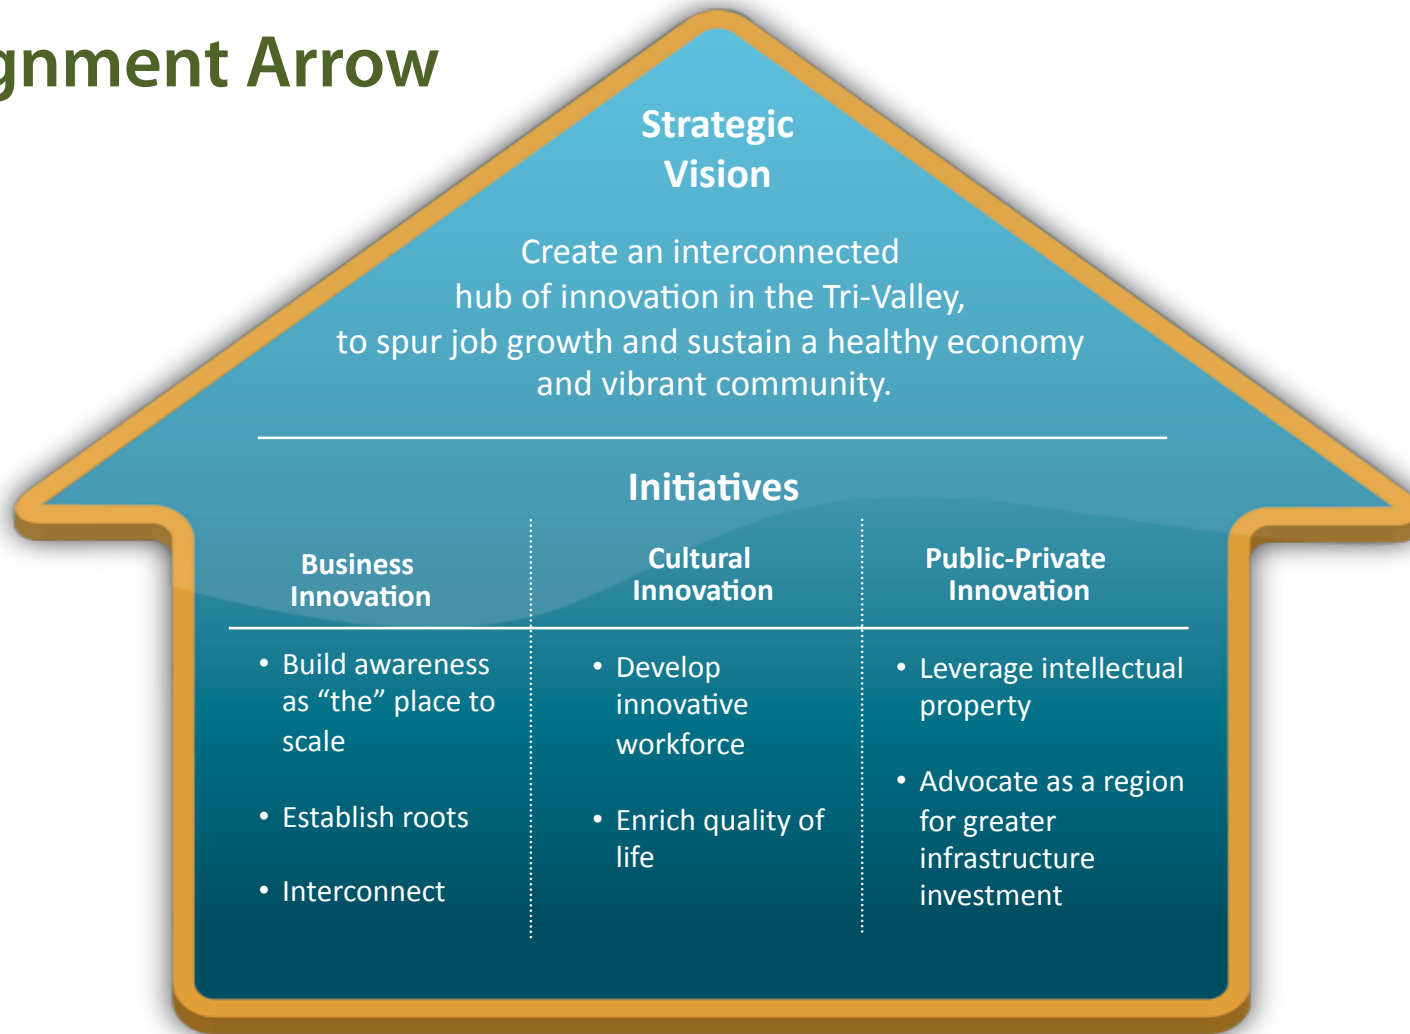 gnment Arrow
Strategic
Vision
Create an interconnected
hub of innovation in the Tri-Valley,
to spur job growth and sustain a healthy economy
and vibrant community.
Initiatives
Business
Innovation
• Build awareness
as “the” place to
scale
• Establish roots
• Interconnect
Cultural
Innovation
• Develop
innovative
workforce
• Enrich quality of
life
Public-Private
Innovation
• Leverage intellectual
property
• Advocate as a region
for greater
infrastructure
investment